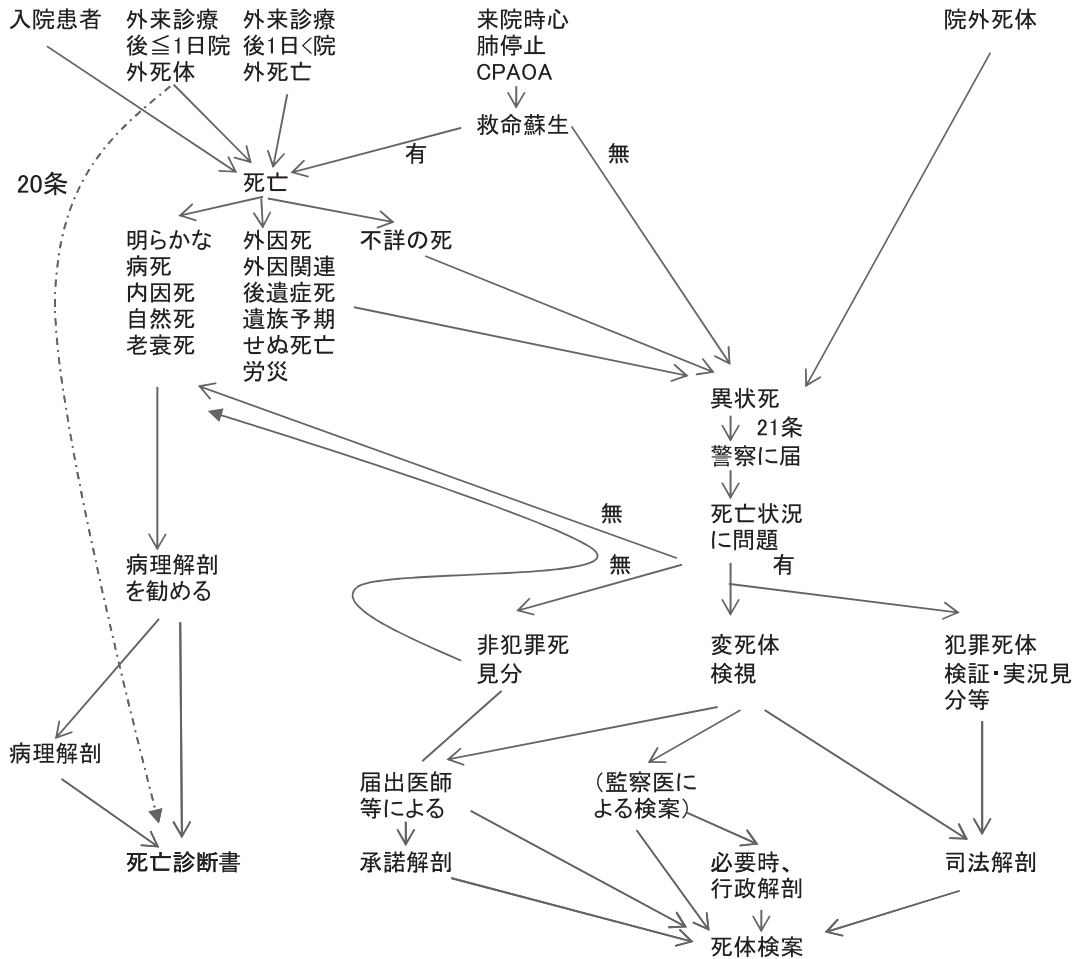 入院患者
外来診療
後≦1日院
外死体
外来診療
後1日<院
外死亡
来院時心
肺停止
CPAOA
院外死体
救命蘇生
有
無
20条
死亡
明らかな
病死
内因死
自然死
老衰死
外因死
外因関連
後遺症死
遺族予期
せぬ死亡
労災
不詳の死
異状死
21条
警察に届
死亡状況
に問題
無
無
有
病理解剖
を勧める
非犯罪死
見分
変死体
検視
犯罪死体
検証・実況見
分等
病理解剖
届出医師
等による
(監察医に
よる検案)
死亡診断書
承諾解剖
必要時、
行政解剖
司法解剖
死体検案